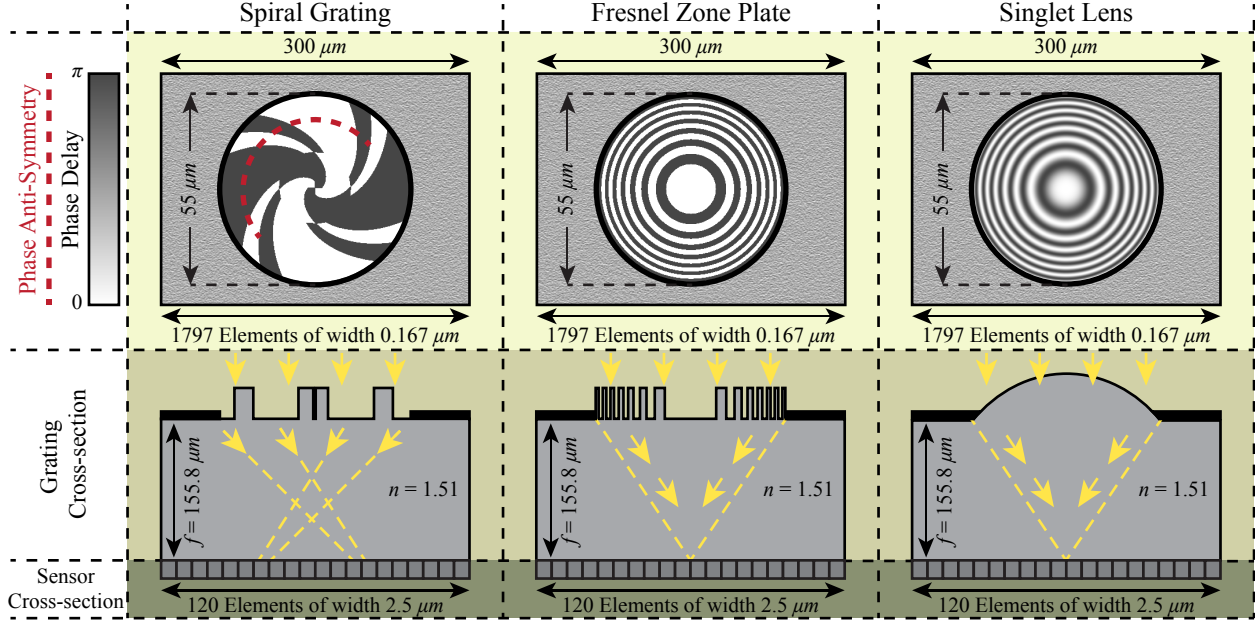 Spiral Grating
Fresnel Zone Plate
Singlet Lens
Phase Anti-Symmetry
Phase Delay
π
0
300 μm
55 μm
1797 Elements of width 0.167 μm
300 μm
55 μm
1797 Elements of width 0.167 μm
300 μm
55 μm
1797 Elements of width 0.167 μm
Grating
Cross-section
f = 155.8 μm
n = 1.51
f = 155.8 μm
n = 1.51
f = 155.8 μm
n = 1.51
Sensor
Cross-section
120 Elements of width 2.5 μm
120 Elements of width 2.5 μm
120 Elements of width 2.5 μm